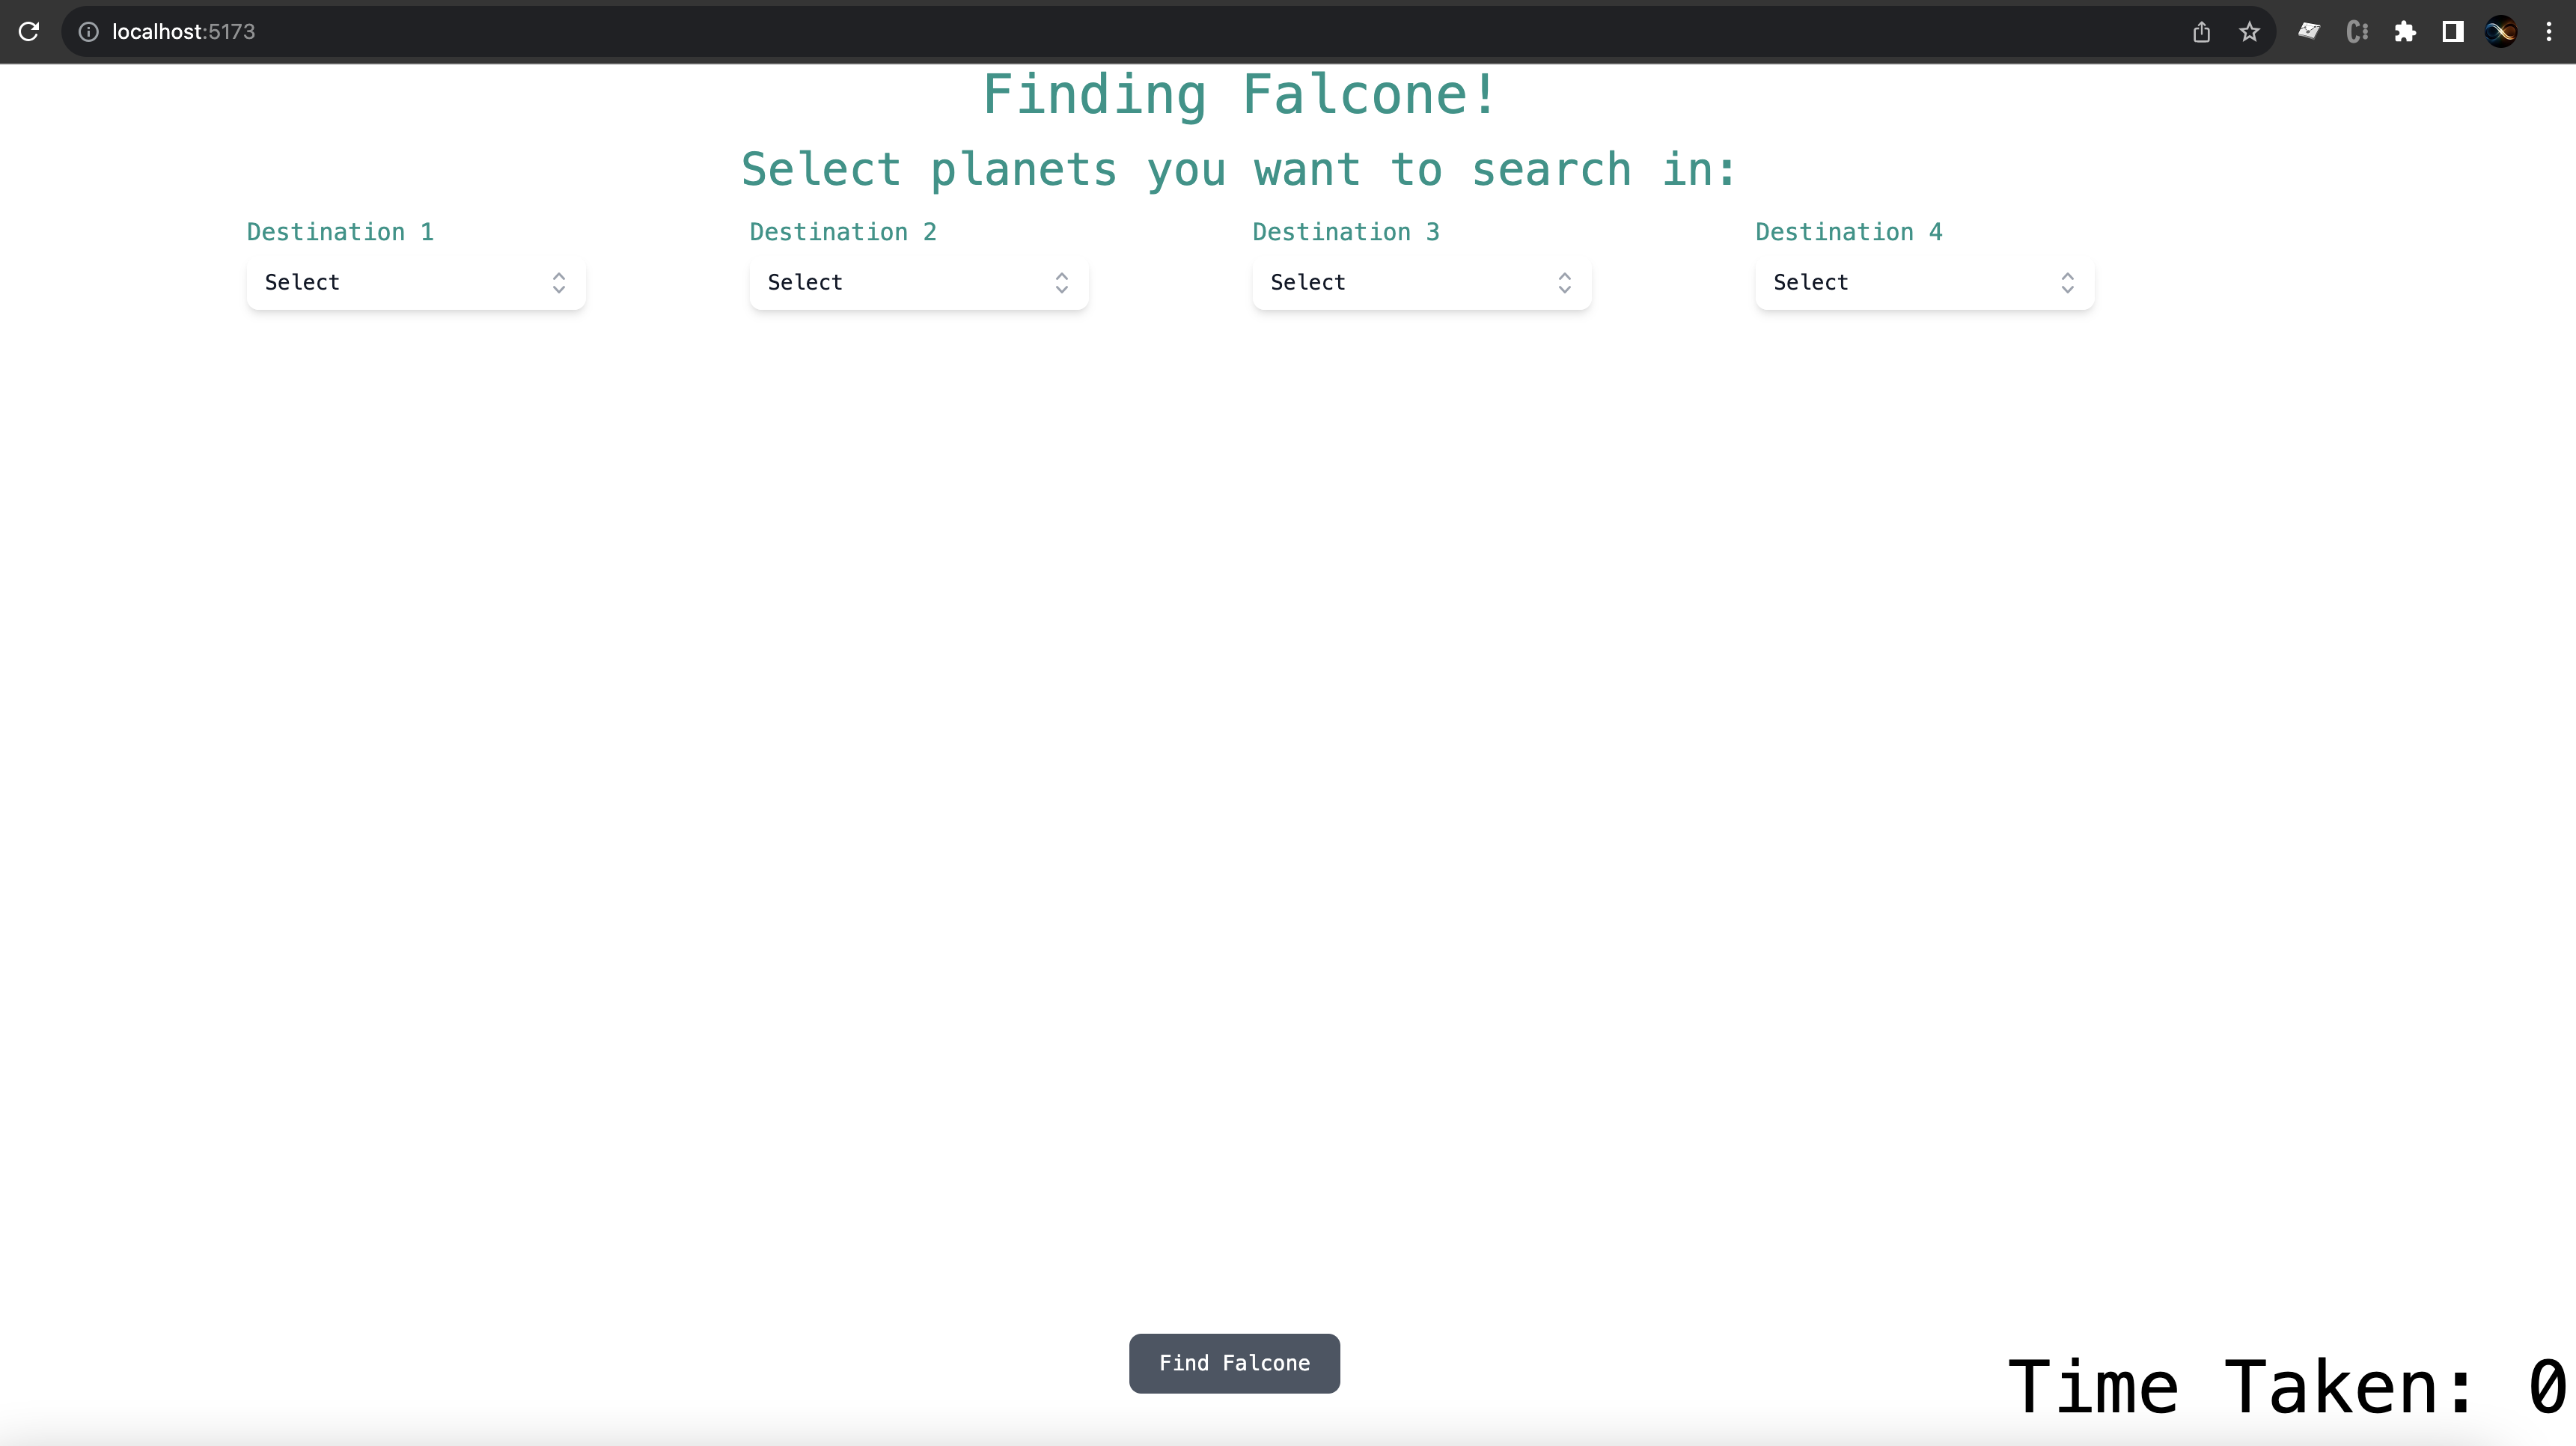 localhost:5173
Finding Falcone!
Select planets you want to search in:
Destination 1 Destination 2 Destination 3 Destination 4
Select Select Select Select
Find Falcone
Time Taken: 0